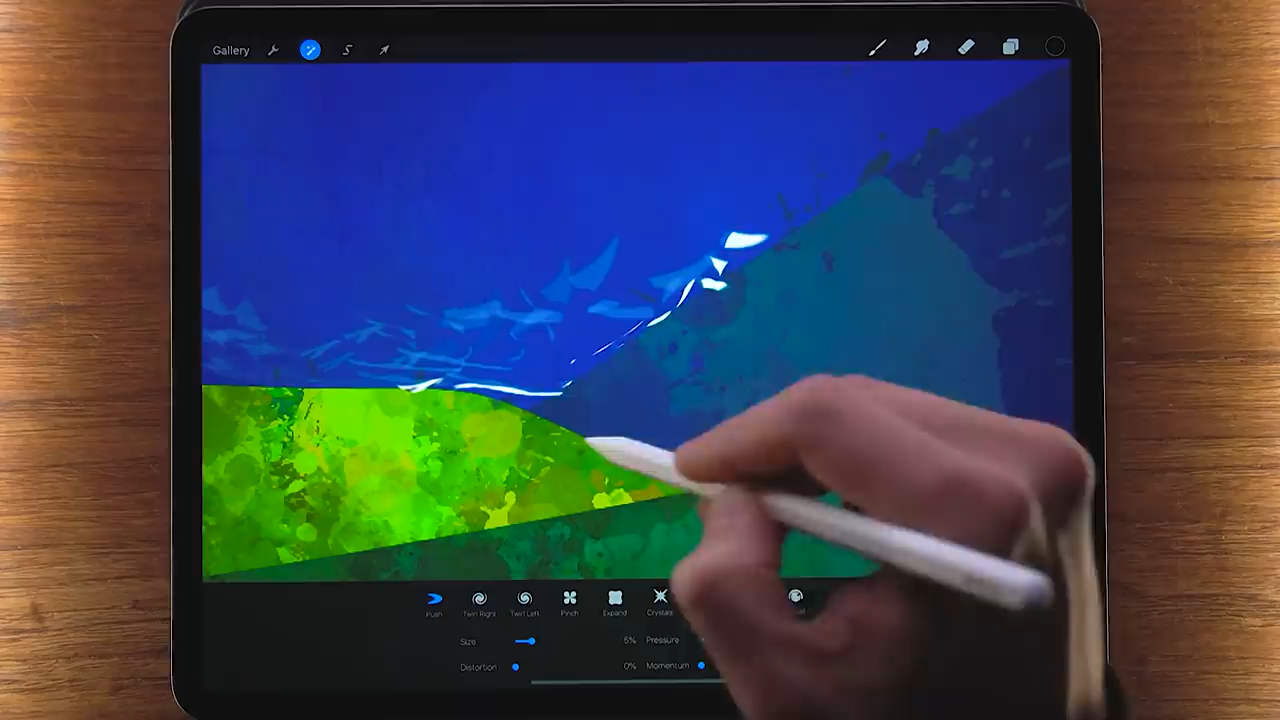 Gallery
Push Twirl Right Twirl Left Pinch Expand Crystals
Size 5% Pressure
Distortion 0% Momentum